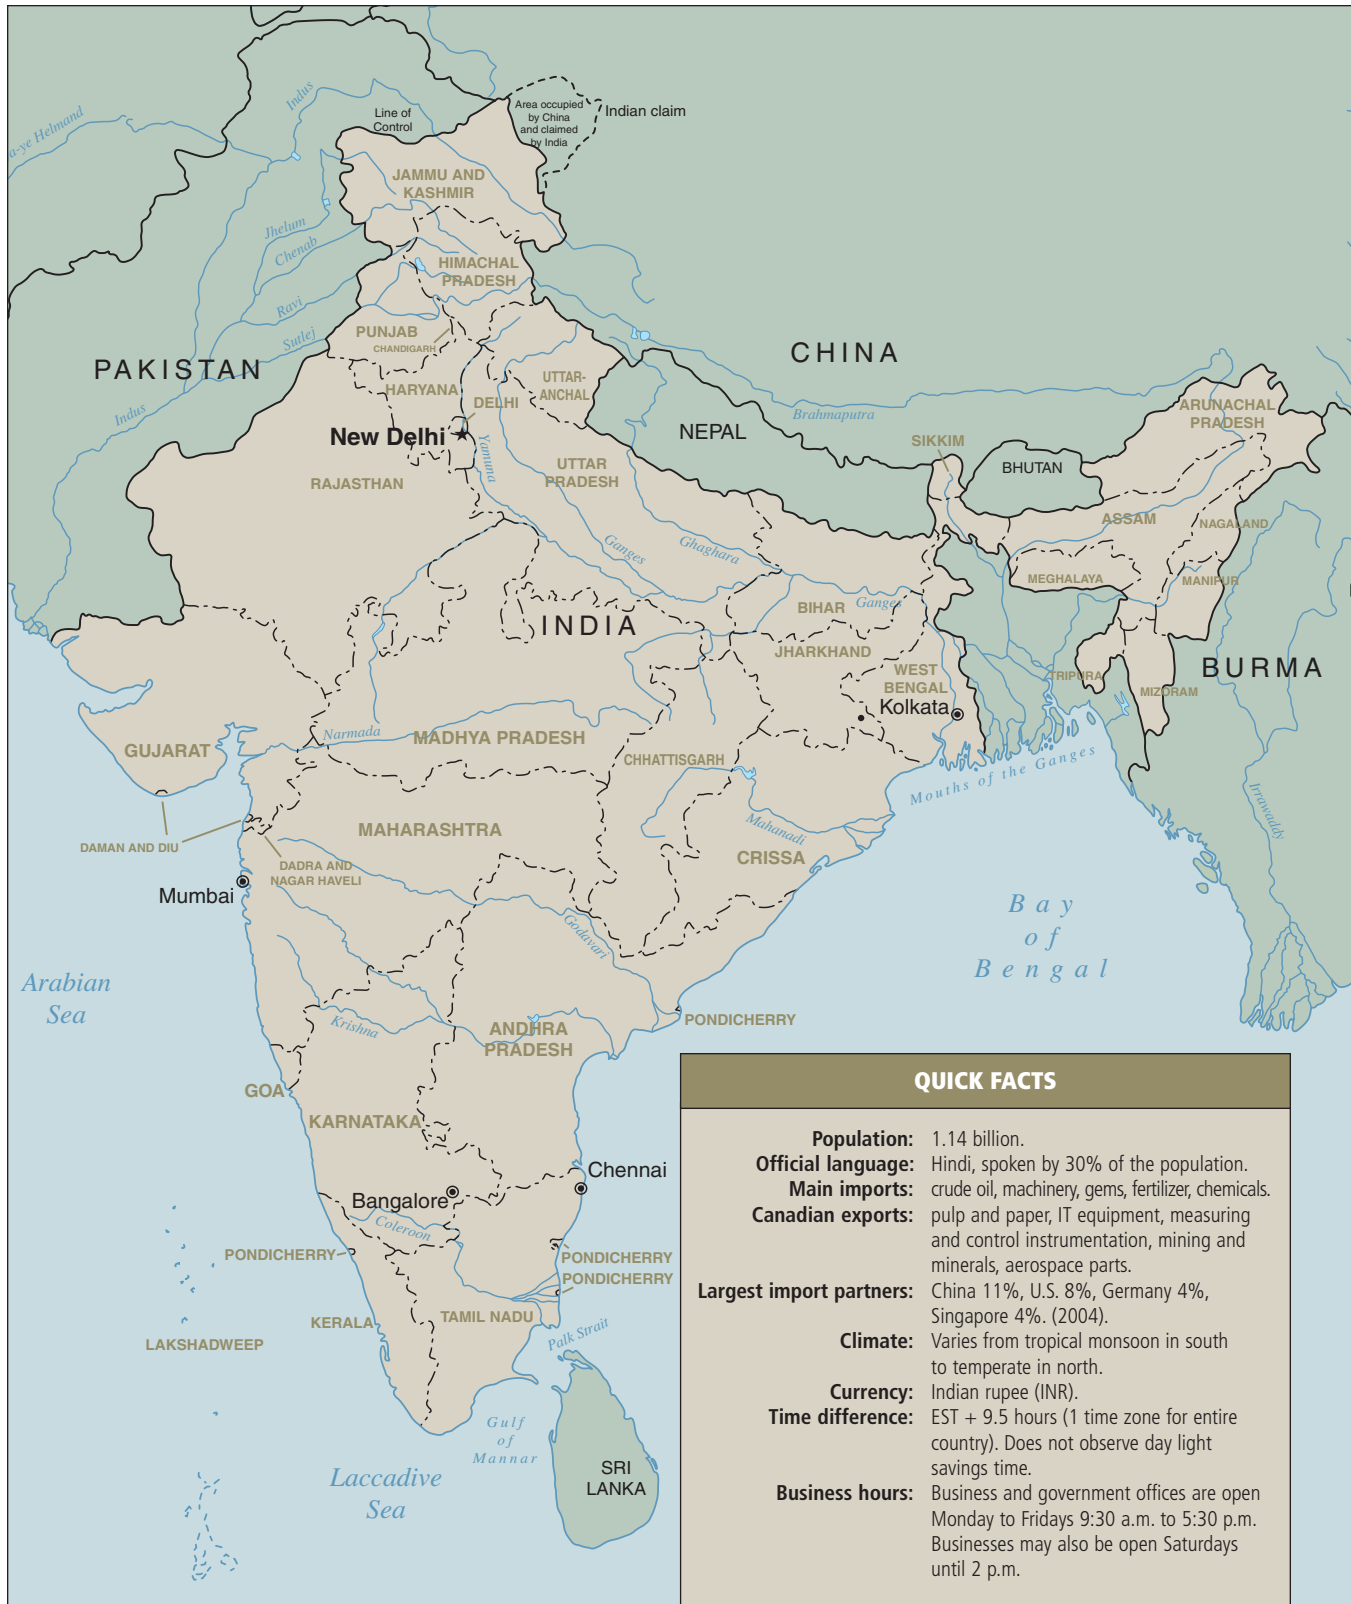 Indus
a-ye Helmand
Line of
Control
Area occupied
by China
and claimed
by India
Indian claim
JAMMU AND
KASHMIR
Jhelum
Chenab
HIMACHAL
PRADESH
Ravi
Sutlej
PUNJAB
CHANDIGARH
PAKISTAN
CHINA
Indus
HARYANA
DELHI
UTTAR-
ANCHAL
New Delhi
Yamuna
NEPAL
Brahmaputra
ARUNACHAL
PRADESH
SIKKIM
BHUTAN
RAJASTHAN
UTTAR
PRADESH
ASSAM
NAGALAND
Ganges
Ghaghara
MEGHALAYA
MANIPUR
INDIA
BIHAR
Ganges
JHARKHAND
WEST
BENGAL
Kolkata
TRIPURA
MIZORAM
BURMA
GUJARAT
Narmada
MADHYA PRADESH
CHHATTISGARH
Mouths of the Ganges
Irrawaddy
DAMAN AND DIU
MAHARASHTRA
Mahanadi
CRISSA
DADRA AND
NAGAR HAVELI
Mumbai
Godavari
Bay
of
Bengal
Arabian
Sea
Krishna
ANDHRA
PRADESH
PONDICHERRY
GOA
KARNATAKA
Chennai
Bangalore
Coleroon
PONDICHERRY
PONDICHERRY
PONDICHERRY
KERALA
TAMIL NADU
LAKSHADWEEP
Palk Strait
Gulf
of
Mannar
SRI
LANKA
Laccadive
Sea
QUICK FACTS
Population: 1.14 billion.
Official language: Hindi, spoken by 30% of the population.
Main imports: crude oil, machinery, gems, fertilizer, chemicals.
Canadian exports: pulp and paper, IT equipment, measuring
and control instrumentation, mining and
minerals, aerospace parts.
Largest import partners: China 11%, U.S. 8%, Germany 4%,
Singapore 4%. (2004).
Climate: Varies from tropical monsoon in south
to temperate in north.
Currency: Indian rupee (INR).
Time difference: EST + 9.5 hours (1 time zone for entire
country). Does not observe day light
savings time.
Business hours: Business and government offices are open
Monday to Fridays 9:30 a.m. to 5:30 p.m.
Businesses may also be open Saturdays
until 2 p.m.